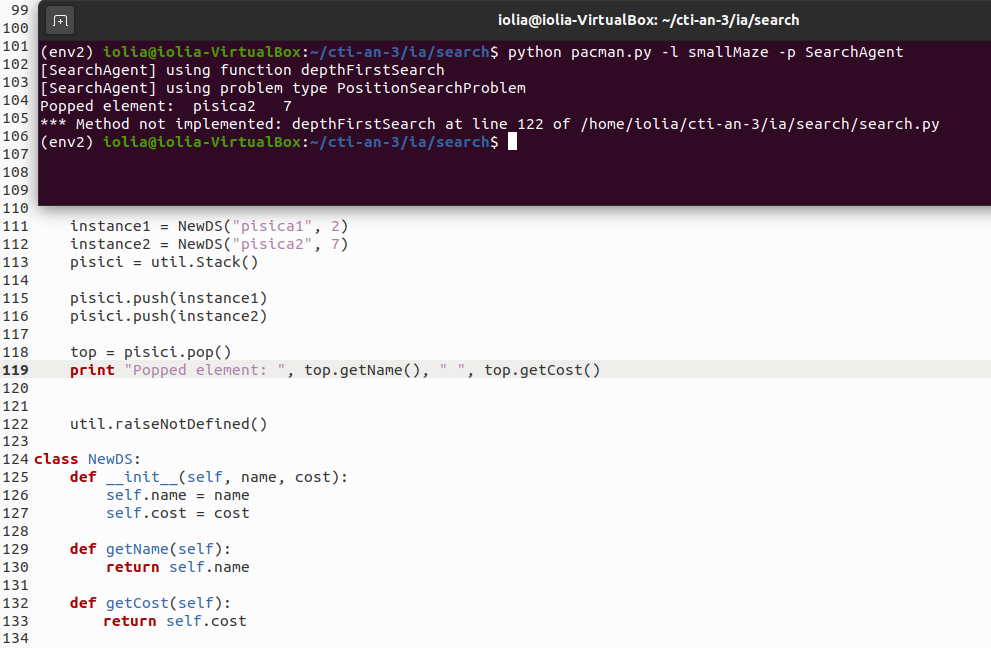 iolia@iolia-VirtualBox: ~/cti-an-3/ia/search
(env2) iolia@iolia-VirtualBox:~/cti-an-3/ia/search$ python pacman.py -l smallMaze -p SearchAgent
[SearchAgent] using function depthFirstSearch
[SearchAgent] using problem type PositionSearchProblem
Popped element:  pisica2   7
*** Method not implemented: depthFirstSearch at line 122 of /home/iolia/cti-an-3/ia/search/search.py
(env2) iolia@iolia-VirtualBox:~/cti-an-3/ia/search$
99
100
101
102
103
104
105
106
107
108
109
110
111     instance1 = NewDS("pisica1", 2)
112     instance2 = NewDS("pisica2", 7)
113     pisici = util.Stack()
114
115     pisici.push(instance1)
116     pisici.push(instance2)
117
118     top = pisici.pop()
119     print "Popped element: ", top.getName(), " ", top.getCost()
120
121
122     util.raiseNotDefined()
123
124 class NewDS:
125     def __init__(self, name, cost):
126         self.name = name
127         self.cost = cost
128
129     def getName(self):
130         return self.name
131
132     def getCost(self):
133         return self.cost
134